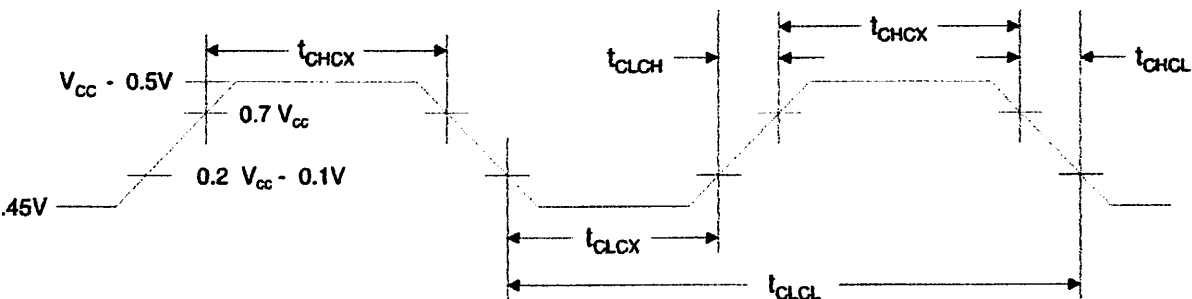 tCHCX
tCHCX
tCLCH
tCHCL
VCC - 0.5V
0.7 Vcc
0.2 Vcc - 0.1V
.45V
tCLCX
tCLCL